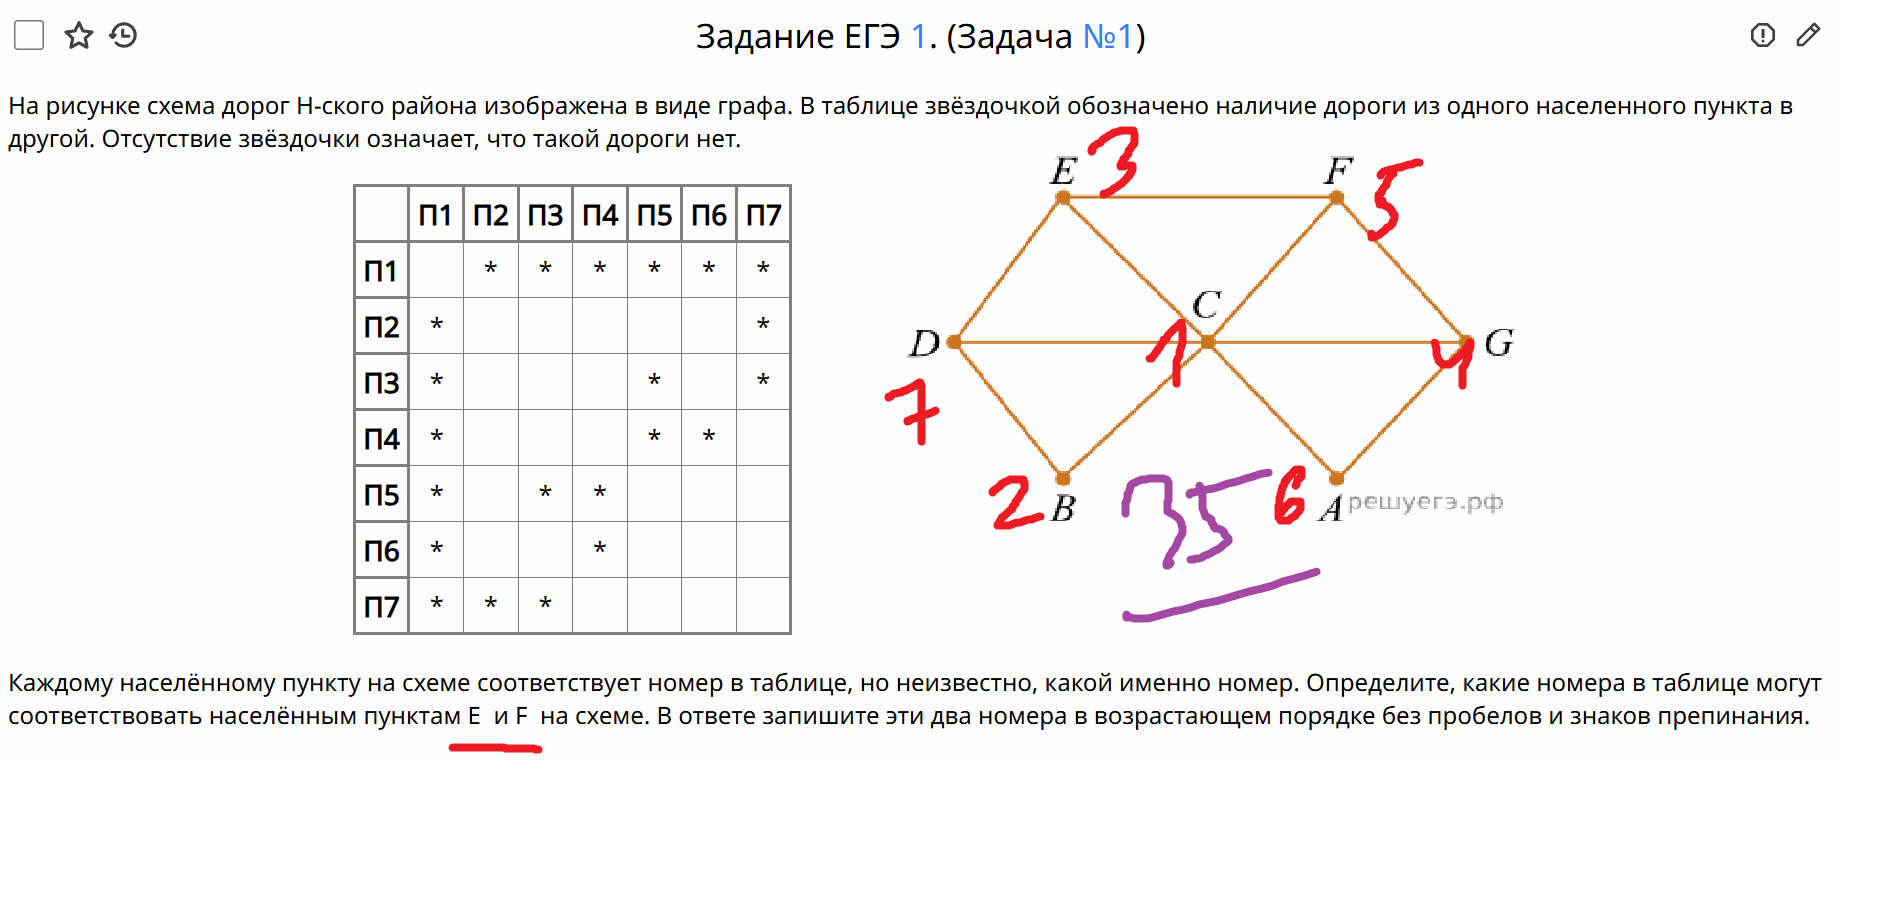 Задание ЕГЭ 1. (Задача №1)
На рисунке схема дорог Н-ского района изображена в виде графа. В таблице звёздочкой обозначено наличие дороги из одного населенного пункта в
другой. Отсутствие звёздочки означает, что такой дороги нет.
П1 П2 П3 П4 П5 П6 П7
П1 * * * * * *
П2 * *
П3 * * *
П4 * * *
П5 * * *
П6 * *
П7 * * *
E 3 F 5
C
D 1 4 G
7
2 B 35 6 A решуегэ.рф
Каждому населённому пункту на схеме соответствует номер в таблице, но неизвестно, какой именно номер. Определите, какие номера в таблице могут
соответствовать населённым пунктам E и F на схеме. В ответе запишите эти два номера в возрастающем порядке без пробелов и знаков препинания.